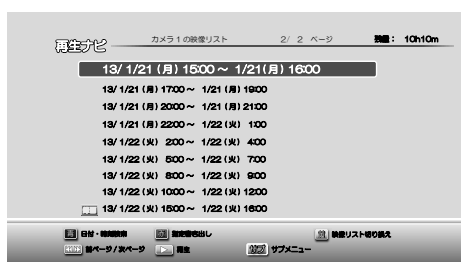 再生ナビ カメラ1の映像リスト 2/ 2 ページ 残量： 10h10m
13/ 1/21 (月) 15:00 ～ 1/21(月) 16:00
13/ 1/21 (月) 17:00 ～ 1/21 (月) 19:00
13/ 1/21 (月) 20:00 ～ 1/21 (月) 21:00
13/ 1/21 (月) 22:00 ～ 1/22 (火) 1:00
13/ 1/22 (火) 2:00 ～ 1/22 (火) 4:00
13/ 1/22 (火) 5:00 ～ 1/22 (火) 7:00
13/ 1/22 (火) 8:00 ～ 1/22 (火) 9:00
13/ 1/22 (火) 10:00 ～ 1/22 (火) 12:00
13/ 1/22 (火) 15:00 ～ 1/22 (火) 16:00
日付・時刻検索 指定書き出し 映像リスト切り換え
前ページ/次ページ 再生 サブ サブメニュー